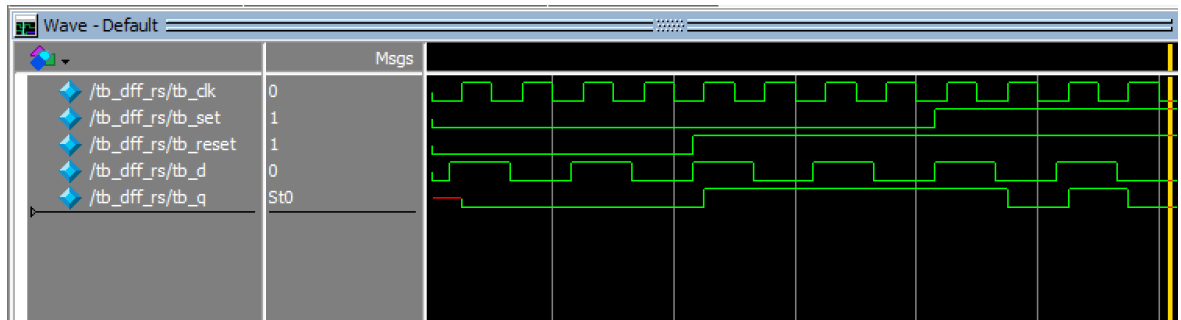 Wave - Default
Msgs
/tb_dff_rs/tb_clk 0
/tb_dff_rs/tb_set 1
/tb_dff_rs/tb_reset 1
/tb_dff_rs/tb_d 0
/tb_dff_rs/tb_q St0